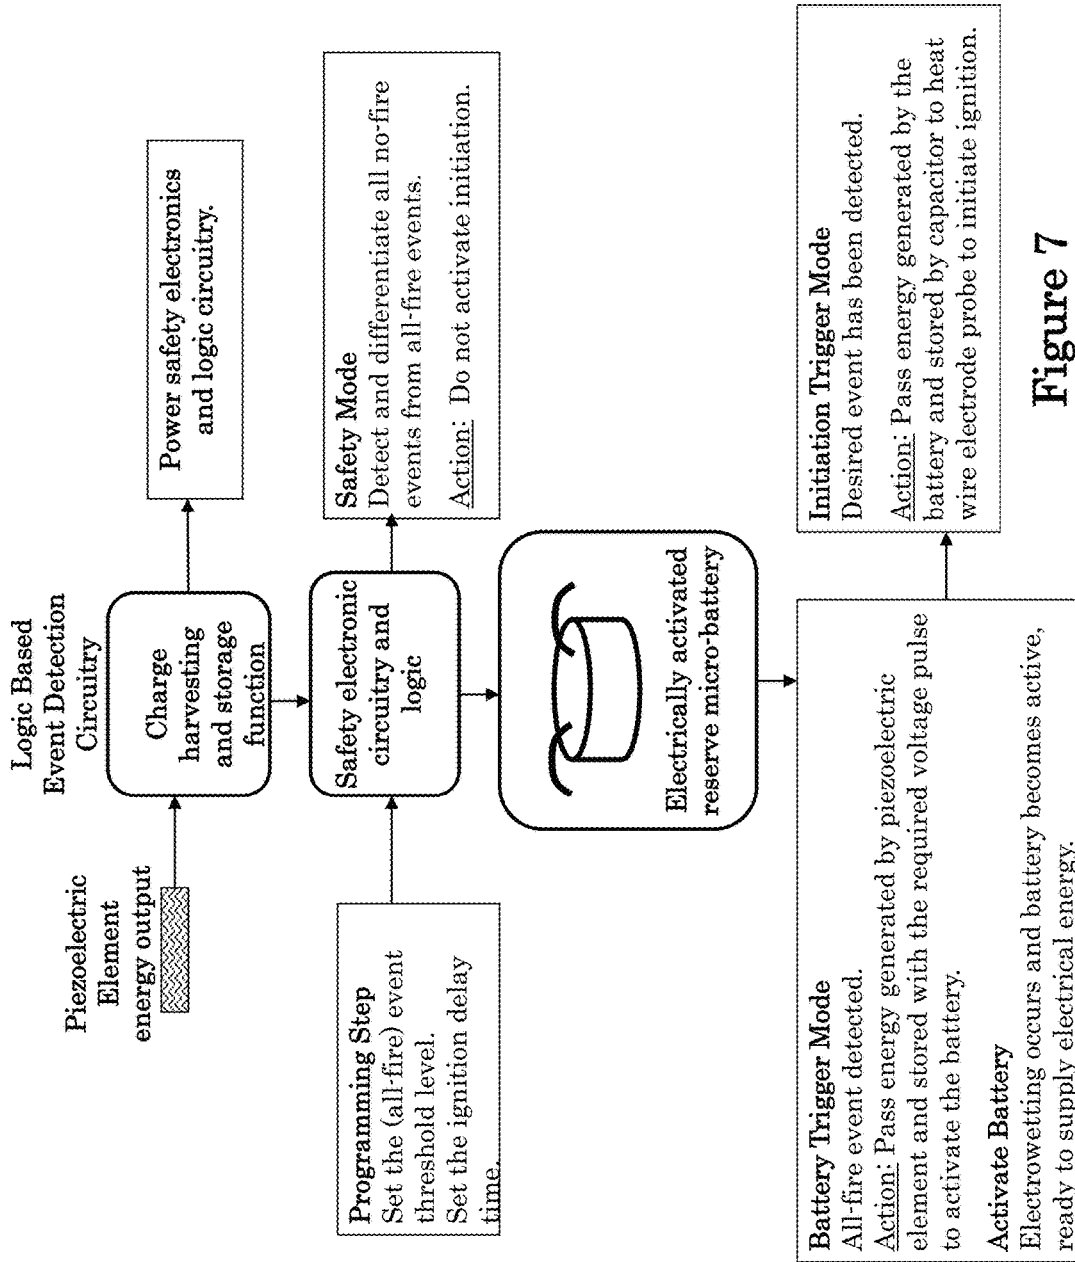 Logic Based
Event Detection
Circuitry
Piezoelectric
Element
energy output
Charge
harvesting
and storage
function
Power safety electronics
and logic circuitry.
Programming Step
Set the (all-fire) event
threshold level.
Set the ignition delay
time.
Safety electronic
circuitry and
logic
Safety Mode
Detect and differentiate all no-fire
events from all-fire events.
Action: Do not activate initiation.
Electrically activated
reserve micro-battery
Battery Trigger Mode
All-fire event detected.
Action: Pass energy generated by piezoelectric
element and stored with the required voltage pulse
to activate the battery.
Activate Battery
Electrowetting occurs and battery becomes active,
ready to supply electrical energy.
Initiation Trigger Mode
Desired event has been detected.
Action: Pass energy generated by the
battery and stored by capacitor to heat
wire electrode probe to initiate ignition.
Figure 7